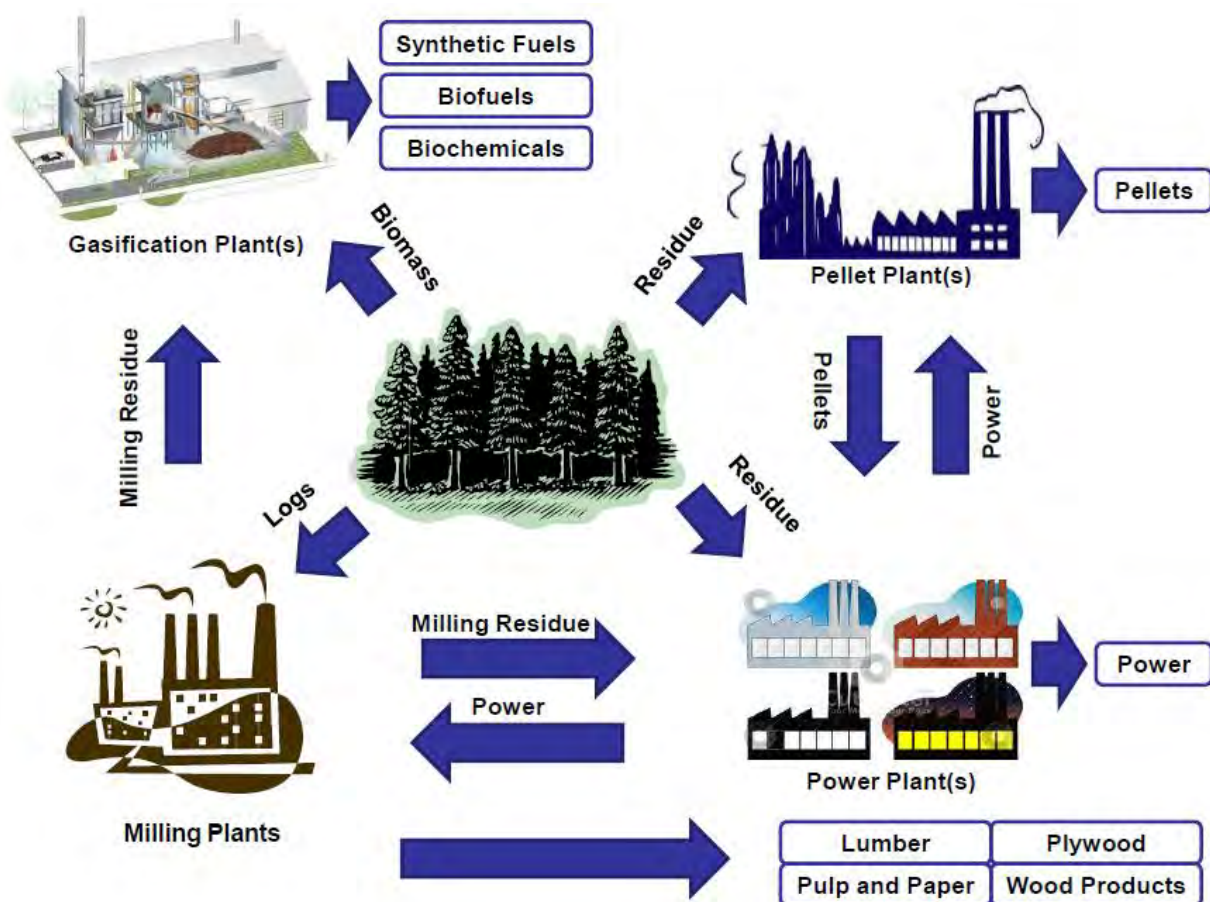 Synthetic Fuels
Biofuels
Biochemicals
Gasification Plant(s)
Biomass
Residue
Pellets
Pellet Plant(s)
Milling Residue
Pellets
Power
Logs
Residue
Milling Residue
Power
Power
Milling Plants
Power Plant(s)
Lumber
Plywood
Pulp and Paper
Wood Products